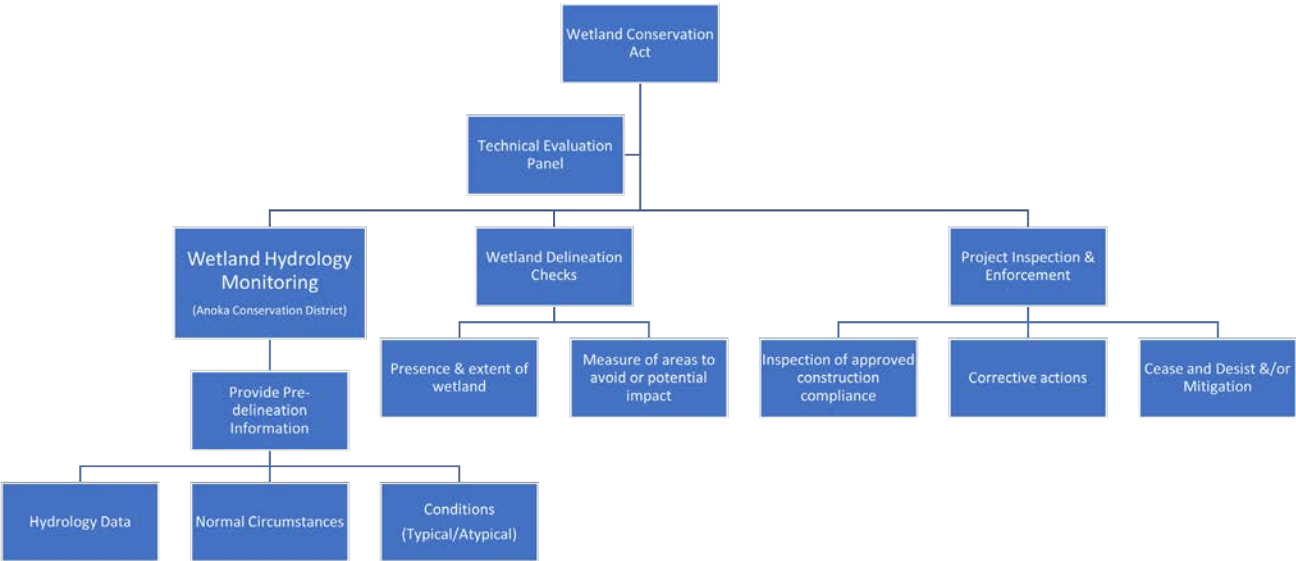 Wetland Conservation
Act
Technical Evaluation
Panel
Wetland Hydrology
Monitoring
(Anoka Conservation District)
Wetland Delineation
Checks
Project Inspection &
Enforcement
Presence & extent of
wetland
Measure of areas to
avoid or potential
impact
Inspection of approved
construction
compliance
Corrective actions
Cease and Desist &/or
Mitigation
Provide Pre-
delineation
Information
Hydrology Data
Normal Circumstances
Conditions
(Typical/Atypical)